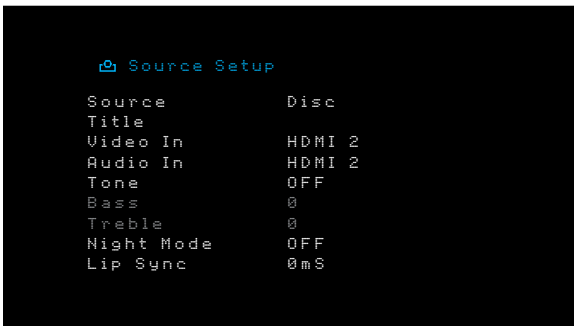 Source Setup
Source Disc
Title
Video In HDMI 2
Audio In HDMI 2
Tone OFF
Bass 0
Treble 0
Night Mode OFF
Lip Sync 0mS